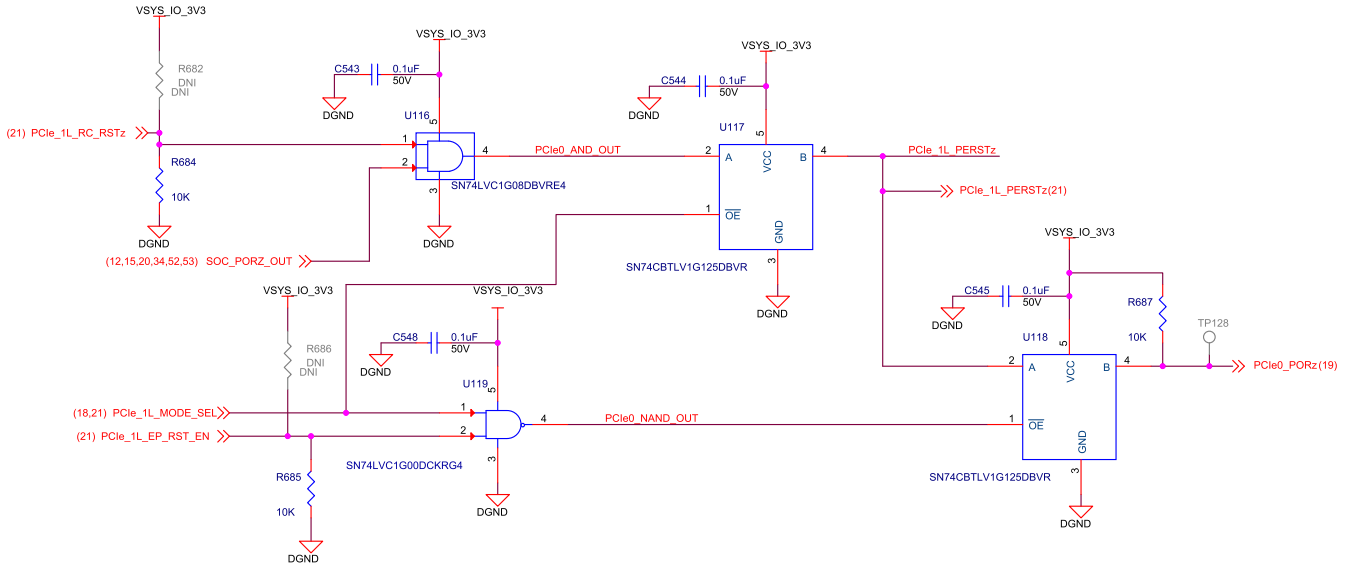 VSYS_IO_3V3
R682
DNI
DNI
(21) PCIe_1L_RC_RSTz
R684
10K
DGND
(12,15,20,34,52,53) SOC_PORZ_OUT
VSYS_IO_3V3
C543
0.1uF
50V
DGND
U116
5
1
2
4
3
SN74LVC1G08DBVRE4
DGND
PCIe0_AND_OUT
VSYS_IO_3V3
C544
0.1uF
50V
DGND
U117
5
2
A
VCC
B
4
1
OE
GND
3
SN74CBTLV1G125DBVR
DGND
PCIe_1L_PERSTz
PCIe_1L_PERSTz(21)
VSYS_IO_3V3
R686
DNI
DNI
(18,21) PCIe_1L_MODE_SEL
(21) PCIe_1L_EP_RST_EN
R685
10K
DGND
VSYS_IO_3V3
C548
0.1uF
50V
DGND
U119
5
1
2
4
3
SN74LVC1G00DCKRG4
DGND
PCIe0_NAND_OUT
VSYS_IO_3V3
C545
0.1uF
50V
DGND
R687
10K
U118
5
2
A
VCC
B
4
1
OE
GND
3
SN74CBTLV1G125DBVR
DGND
TP128
PCIe0_PORz(19)